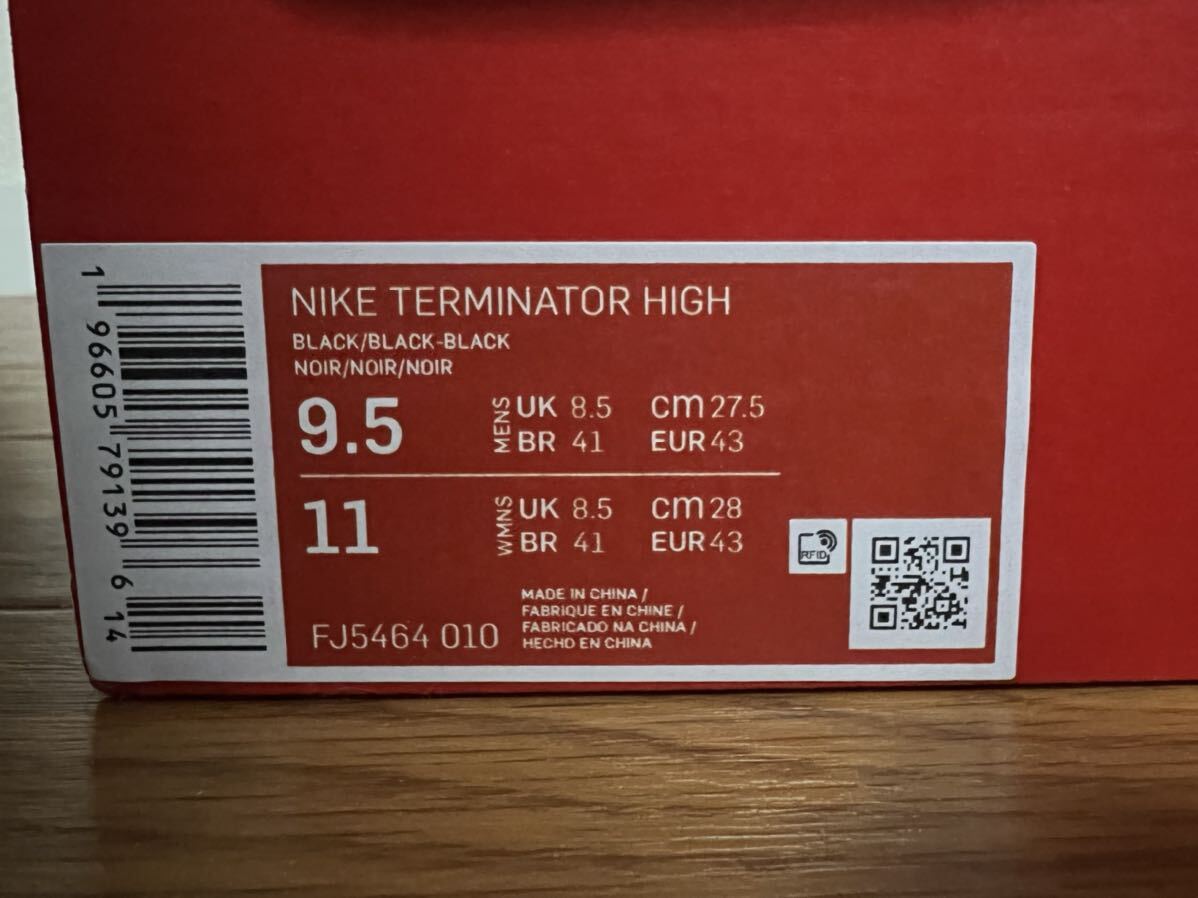 NIKE TERMINATOR HIGH
BLACK/BLACK-BLACK
NOIR/NOIR/NOIR
9.5 MENS UK 8.5 cm 27.5
BR 41 EUR 43
11 WMNS UK 8.5 cm 28
BR 41 EUR 43
RFID
MADE IN CHINA /
FABRIQUE EN CHINE /
FABRICADO NA CHINA /
HECHO EN CHINA
FJ5464 010
1 96605 79139 6 14